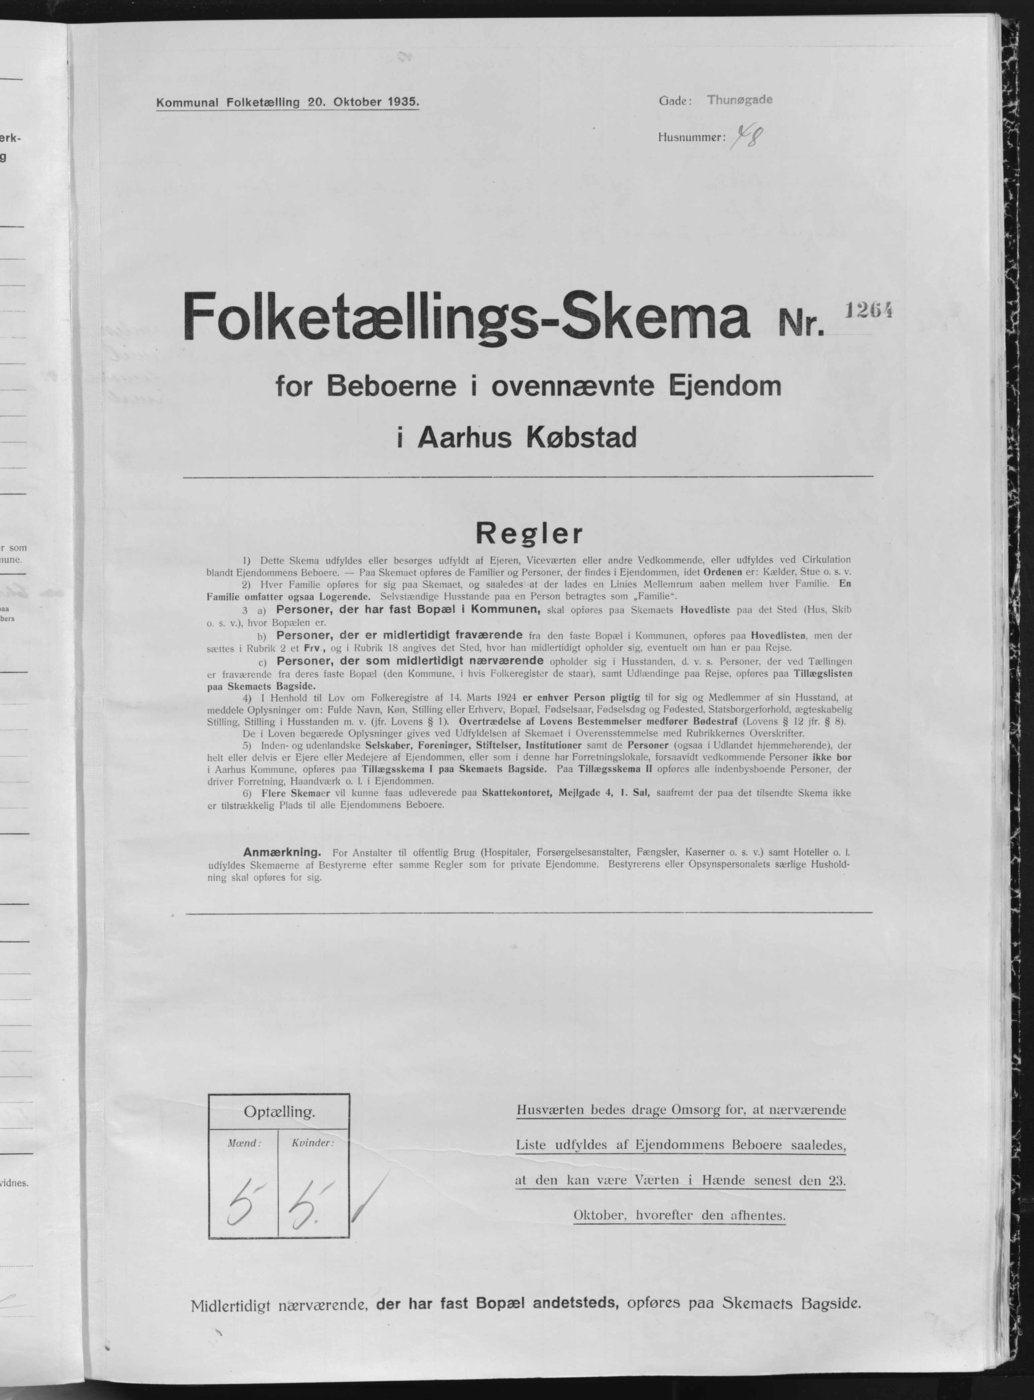 Kommunal Folketælling 20. Oktober 1935.
Gade: Thunøgade
Husnummer: 48
Folketællings-Skema Nr. 1264
for Beboerne i ovennævnte Ejendom
i Aarhus Købstad
Regler
1) Dette Skema udfyldes eller besørges udfyldt af Ejeren, Viceværten eller andre Vedkommende, eller udfyldes ved Cirkulation
blandt Ejendommens Beboere. — Paa Skemaet opføres de Familier og Personer, der findes i Ejendommen, idet Ordenen er: Kælder, Stue o. s. v.
2) Hver Familie opføres for sig paa Skemaet, og saaledes at der lades en Linies Mellemrum aaben mellem hver Familie. En
Familie omfatter ogsaa Logerende. Selvstændige Husstande paa en Person betragtes som „Familie“.
3 a) Personer, der har fast Bopæl i Kommunen, skal opføres paa Skemaets Hovedliste paa det Sted (Hus, Skib
o. s. v.), hvor Bopælen er.
b) Personer, der er midlertidigt fraværende fra den faste Bopæl i Kommunen, opføres paa Hovedlisten, men der
sættes i Rubrik 2 et Frv., og i Rubrik 18 angives det Sted, hvor han midlertidigt opholder sig, eventuelt om han er paa Rejse.
c) Personer, der som midlertidigt nærværende opholder sig i Husstanden, d. v. s. Personer, der ved Tællingen
er fraværende fra deres faste Bopæl (den Kommune, i hvis Folkeregister de staar), samt Udlændinge paa Rejse, opføres paa Tillægslisten
paa Skemaets Bagside.
4) I Henhold til Lov om Folkeregistre af 14. Marts 1924 er enhver Person pligtig til for sig og Medlemmer af sin Husstand, at
meddele Oplysninger om: Fulde Navn, Køn, Stilling eller Erhverv, Bopæl, Fødselsaar, Fødselsdag og Fødested, Statsborgerforhold, ægteskabelig
Stilling, Stilling i Husstanden m. v. (jfr. Lovens § 1). Overtrædelse af Lovens Bestemmelser medfører Bødestraf (Lovens § 12 jfr. § 8).
De i Loven begærede Oplysninger gives ved Udfyldelsen af Skemaet i Overensstemmelse med Rubrikkernes Overskrifter.
5) Inden- og udenlandske Selskaber, Foreninger, Stiftelser, Institutioner samt de Personer (ogsaa i Udlandet hjemmehørende), der
helt eller delvis er Ejere eller Medejere af Ejendommen, eller som i denne har Forretningslokale, forsaavidt vedkommende Personer ikke bor
i Aarhus Kommune, opføres paa Tillægsskema I paa Skemaets Bagside. Paa Tillægsskema II opføres alle indenbysboende Personer, der
driver Forretning, Haandværk o. l. i Ejendommen.
6) Flere Skemaer vil kunne faas udleverede paa Skattekontoret, Mejlgade 4, 1. Sal, saafremt der paa det tilsendte Skema ikke
er tilstrækkelig Plads til alle Ejendommens Beboere.
Anmærkning. For Anstalter til offentlig Brug (Hospitaler, Forsørgelsesanstalter, Fængsler, Kaserner o. s. v.) samt Hoteller o. l.
udfyldes Skemaerne af Bestyrerne efter samme Regler som for private Ejendomme. Bestyrerens eller Opsynspersonalets særlige Hushold-
ning skal opføres for sig.
Optælling.
Mænd: Kvinder:
5 5.
Husværten bedes drage Omsorg for, at nærværende
Liste udfyldes af Ejendommens Beboere saaledes,
at den kan være Værten i Hænde senest den 23.
Oktober, hvorefter den afhentes.
Midlertidigt nærværende, der har fast Bopæl andetsteds, opføres paa Skemaets Bagside.